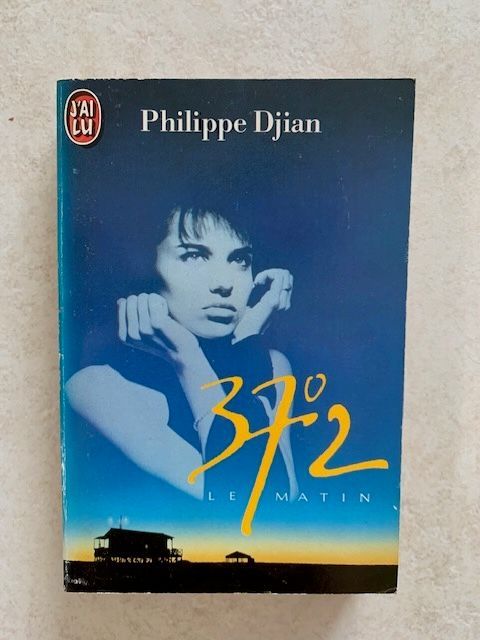 J'AI
LU
Philippe Djian
37°2
LE MATIN